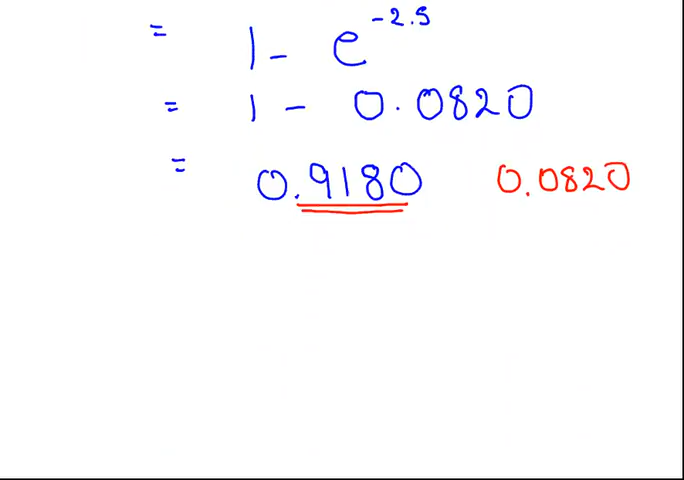 = 1 - e^-2.5
= 1 - 0.0820
= 0.9180 0.0820